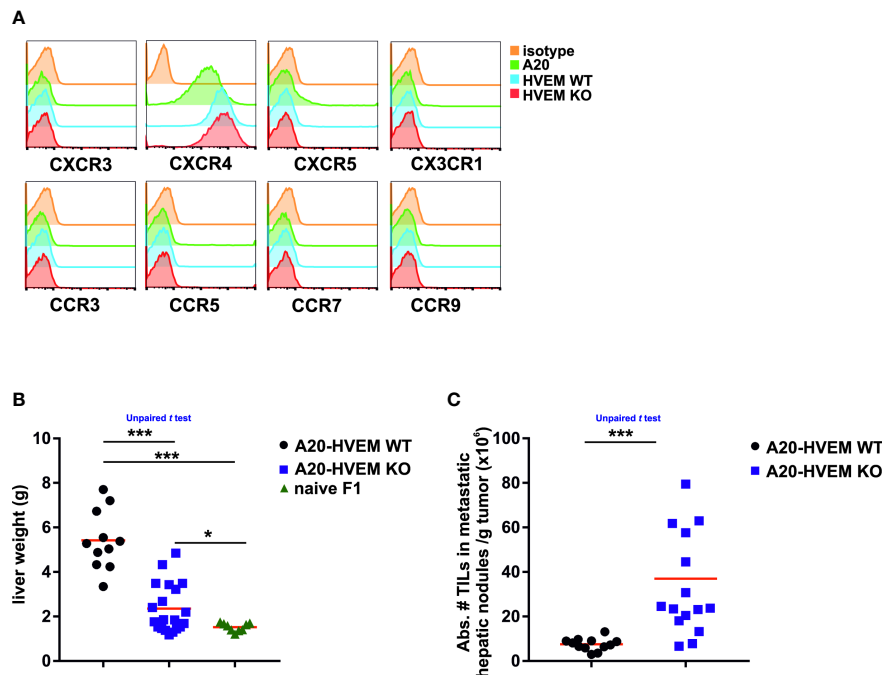 A
isotype
A20
HVEM WT
HVEM KO
CXCR3 CXCR4 CXCR5 CX3CR1
CCR3 CCR5 CCR7 CCR9
B
Unpaired t test
***
***
*
10
8
6
4
2
0
liver weight (g)
A20-HVEM WT
A20-HVEM KO
naive F1
C
Unpaired t test
***
100
80
60
40
20
0
Abs. # TILs in metastatic
hepatic nodules /g tumor (x10⁶)
A20-HVEM WT
A20-HVEM KO